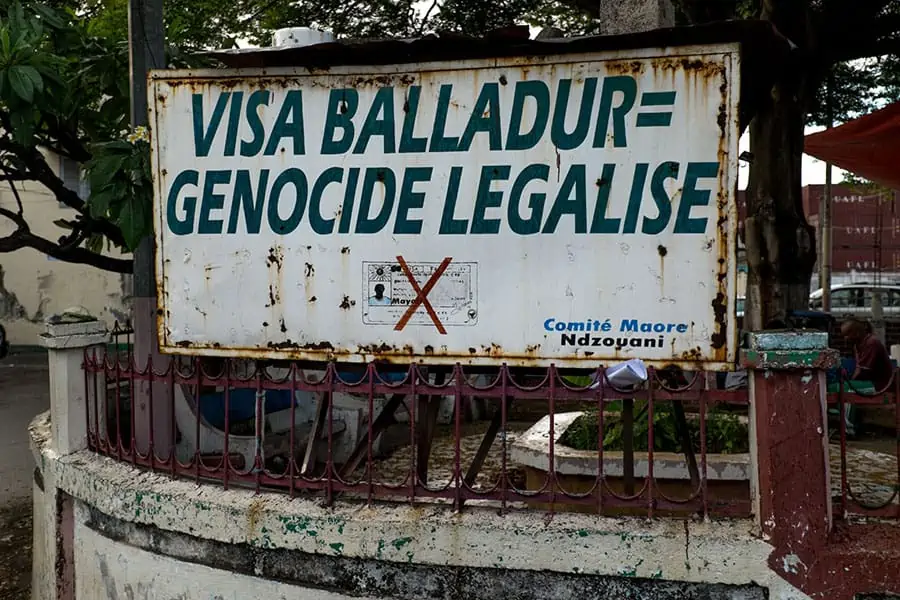 VISA BALLADUR=
GENOCIDE LEGALISE
Comité Maore
Ndzouani